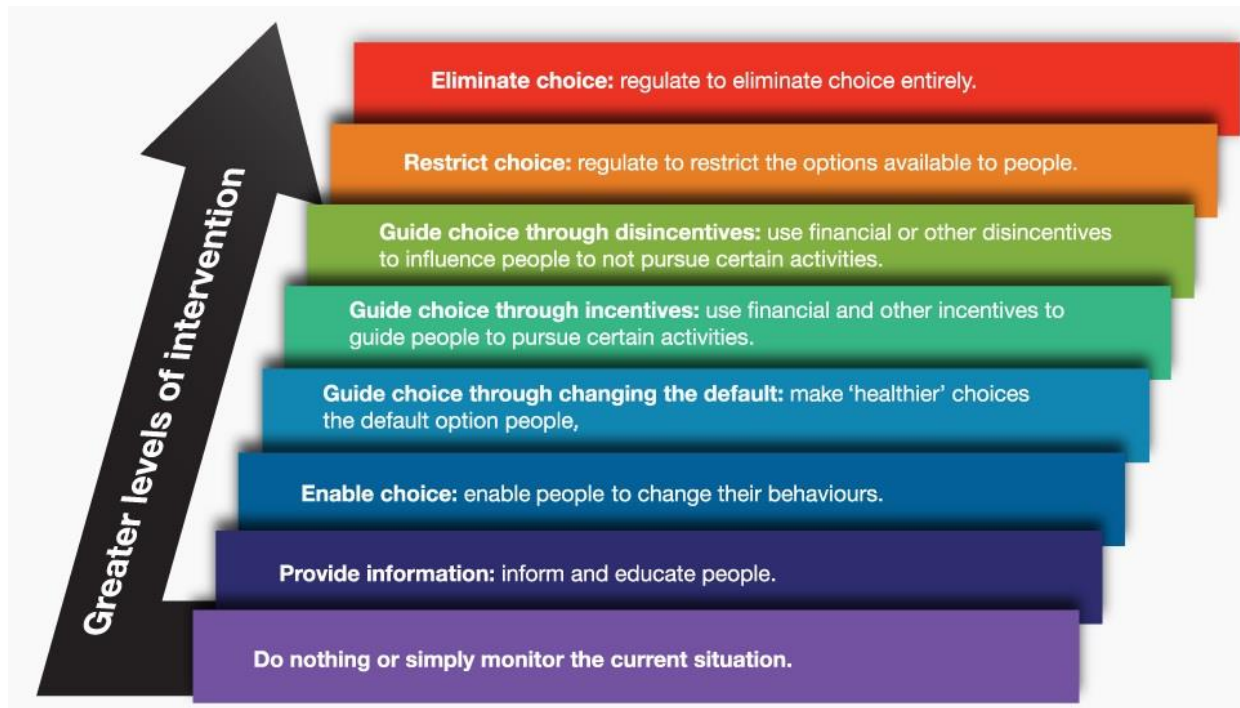 Greater levels of intervention
Eliminate choice: regulate to eliminate choice entirely.
Restrict choice: regulate to restrict the options available to people.
Guide choice through disincentives: use financial or other disincentives
to influence people to not pursue certain activities.
Guide choice through incentives: use financial and other incentives to
guide people to pursue certain activities.
Guide choice through changing the default: make ‘healthier’ choices
the default option people,
Enable choice: enable people to change their behaviours.
Provide information: inform and educate people.
Do nothing or simply monitor the current situation.